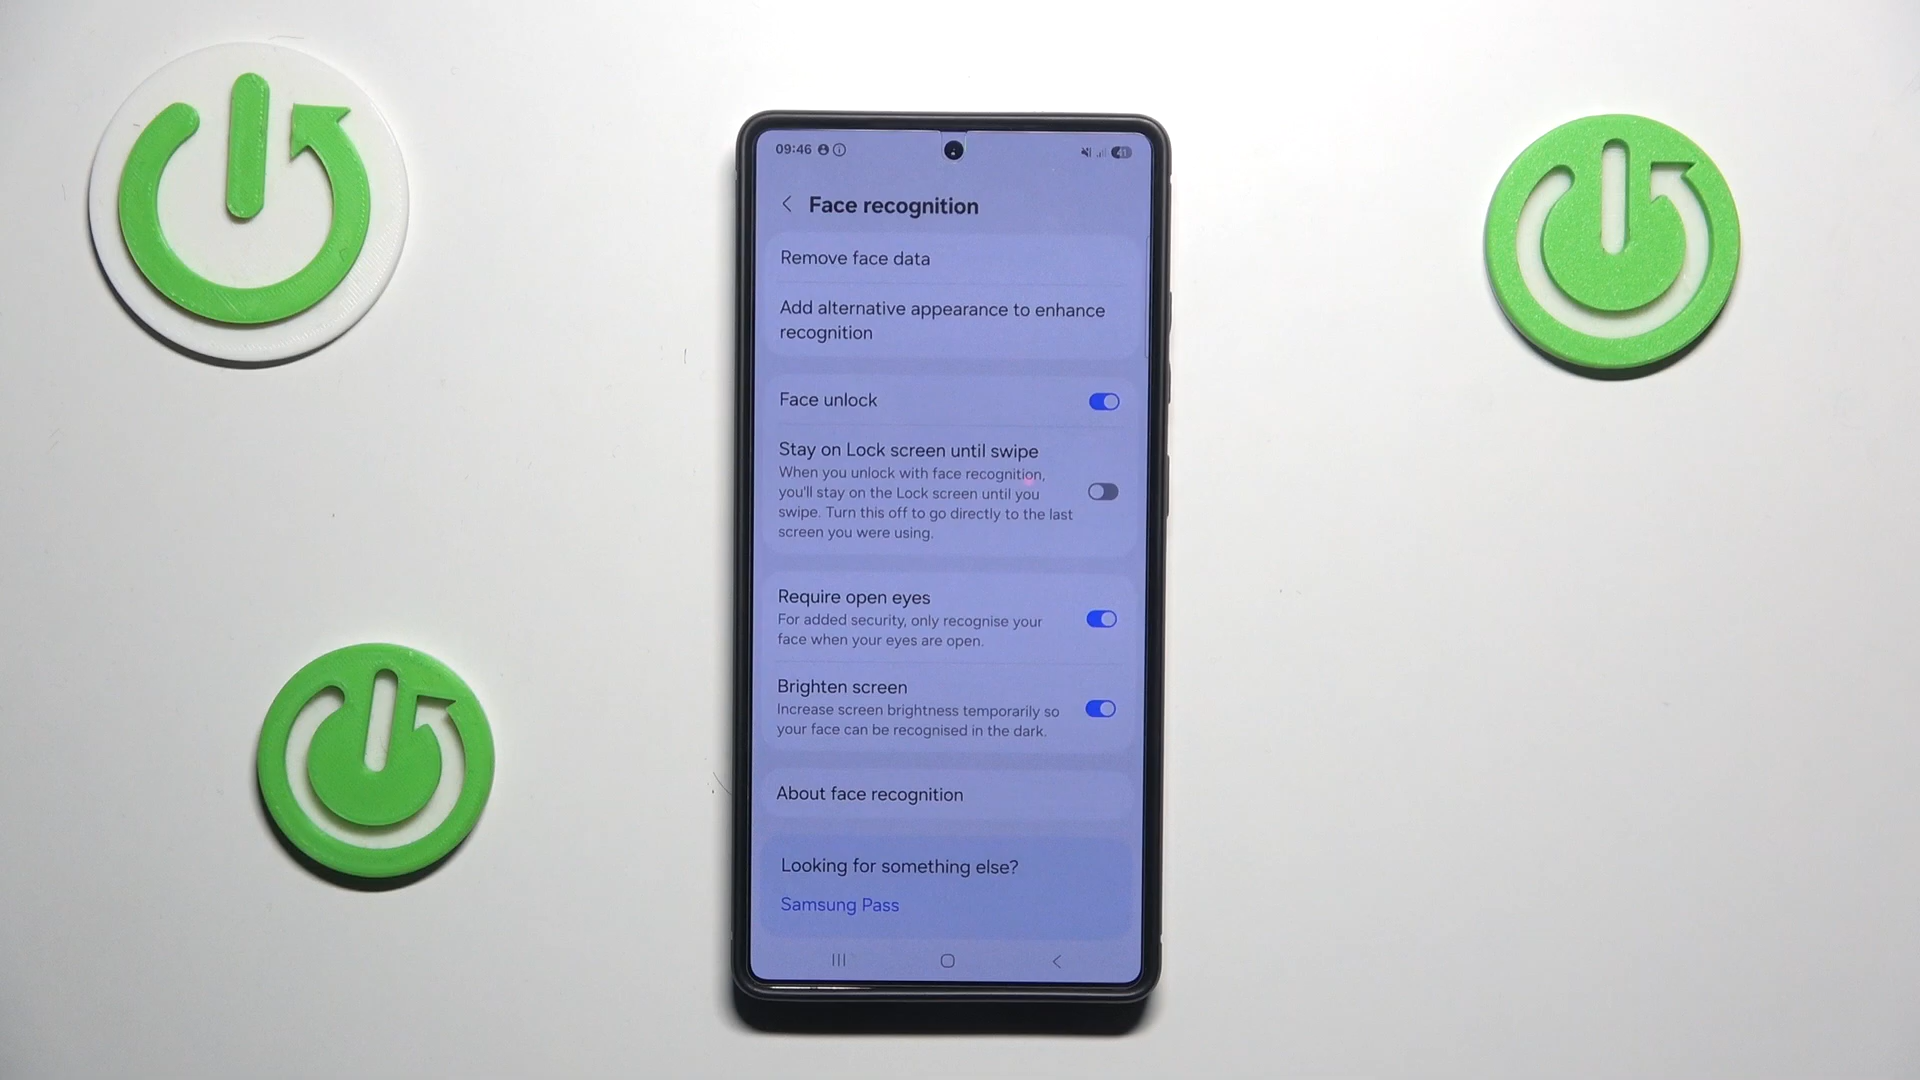 09:46
41
Face recognition
Remove face data
Add alternative appearance to enhance
recognition
Face unlock
Stay on Lock screen until swipe
When you unlock with face recognition,
you'll stay on the Lock screen until you
swipe. Turn this off to go directly to the last
screen you were using.
Require open eyes
For added security, only recognise your
face when your eyes are open.
Brighten screen
Increase screen brightness temporarily so
your face can be recognised in the dark.
About face recognition
Looking for something else?
Samsung Pass